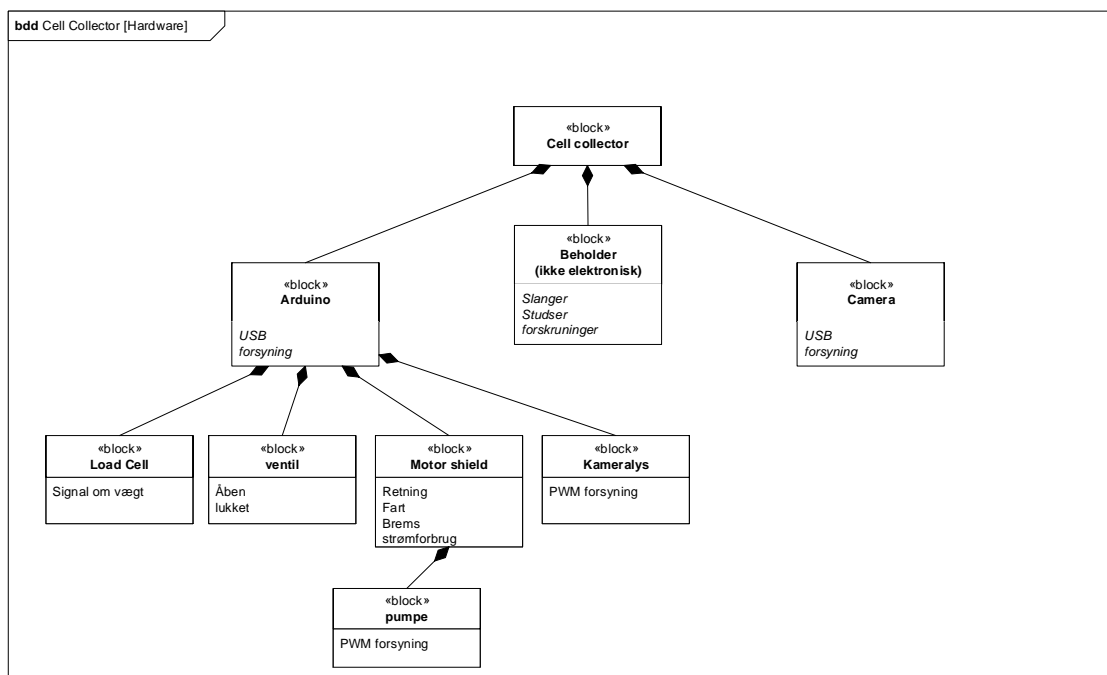 bdd Cell Collector [Hardware]
«block»
Cell collector
«block»
Beholder
(ikke elektronisk)
Slanger
Studser
forskruninger
«block»
Arduino
USB
forsyning
«block»
Camera
USB
forsyning
«block»
Load Cell
Signal om vægt
«block»
ventil
Åben
lukket
«block»
Motor shield
Retning
Fart
Brems
strømforbrug
«block»
Kameralys
PWM forsyning
«block»
pumpe
PWM forsyning